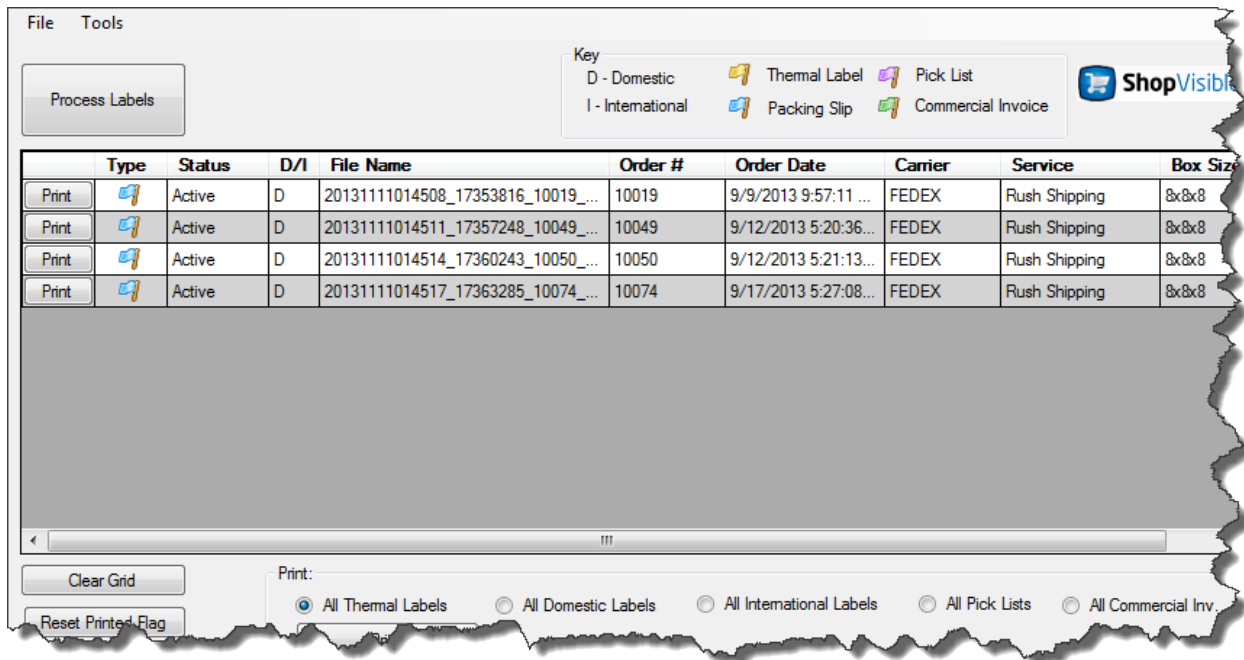 File Tools
Key
D - Domestic Thermal Label Pick List
I - International Packing Slip Commercial Invoice
ShopVisible
Process Labels
Type Status D/I File Name Order # Order Date Carrier Service Box Size
Print Active D 20131111014508_17353816_10019_... 10019 9/9/2013 9:57:11 ... FEDEX Rush Shipping 8x8x8
Print Active D 20131111014511_17357248_10049_... 10049 9/12/2013 5:20:36... FEDEX Rush Shipping 8x8x8
Print Active D 20131111014514_17360243_10050_... 10050 9/12/2013 5:21:13... FEDEX Rush Shipping 8x8x8
Print Active D 20131111014517_17363285_10074_... 10074 9/17/2013 5:27:08... FEDEX Rush Shipping 8x8x8
Clear Grid
Print:
All Thermal Labels All Domestic Labels All International Labels All Pick Lists All Commercial Inv...
Reset Printed Flag